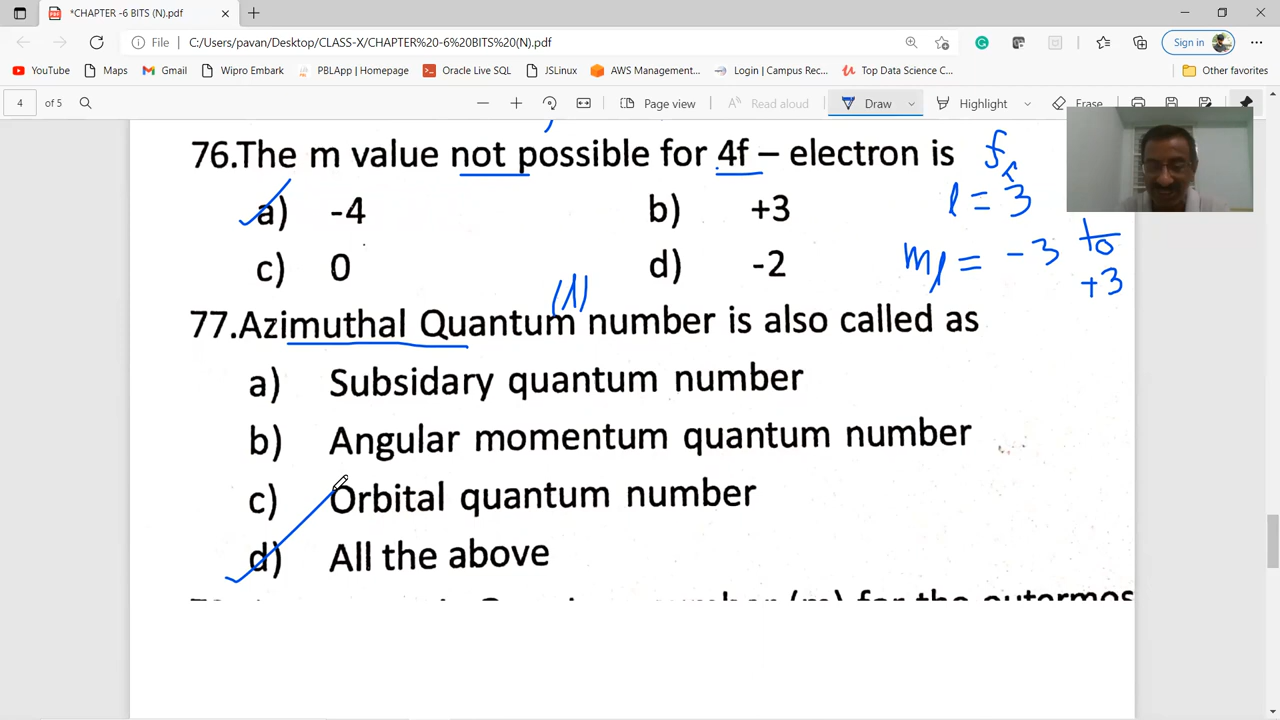 *CHAPTER -6 BITS (N).pdf
File C:/Users/pavan/Desktop/CLASS-X/CHAPTER%20-6%20BITS%20(N).pdf Sign in
YouTube Maps Gmail Wipro Embark PBLApp | Homepage Oracle Live SQL JSLinux AWS Management... Login | Campus Rec... Top Data Science C... Other favorites
4 of 5 Page view Read aloud Draw Highlight Erase
76.The m value not possible for 4f – electron is f
a) -4 b) +3 l = 3
c) 0 d) -2 ml = -3 to +3
(l)
77.Azimuthal Quantum number is also called as
a) Subsidary quantum number
b) Angular momentum quantum number
c) Orbital quantum number
d) All the above
number (m) for the outermos